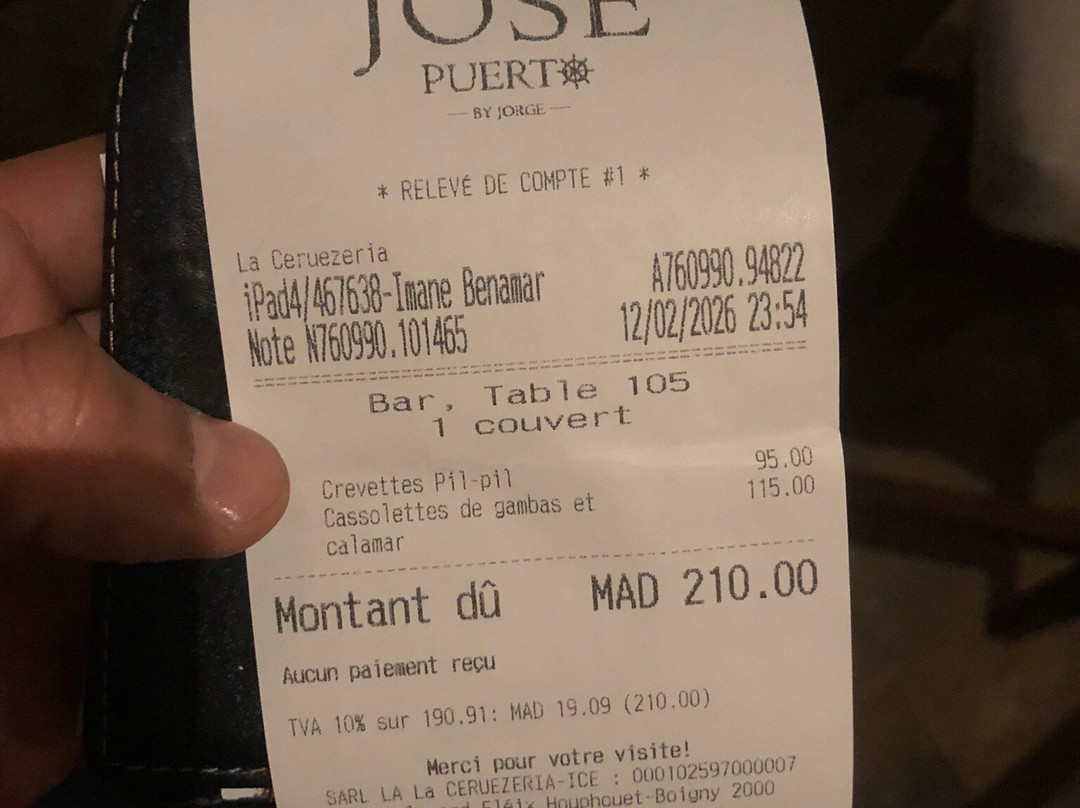 JOSE
PUERTO
— BY JORGE —
* RELEVÉ DE COMPTE #1 *
La Ceruezeria
iPad4/467638-Imane Benamar A760990.94822
Note N760990.101465 12/02/2026 23:54
Bar, Table 105
1 couvert
Crevettes Pil-pil 95.00
Cassolettes de gambas et 115.00
calamar
Montant dû MAD 210.00
Aucun paiement reçu
TVA 10% sur 190.91: MAD 19.09 (210.00)
Merci pour votre visite!
SARL LA La CERUEZERIA-ICE : 000102597000007
Houphouet-Boigny 2000